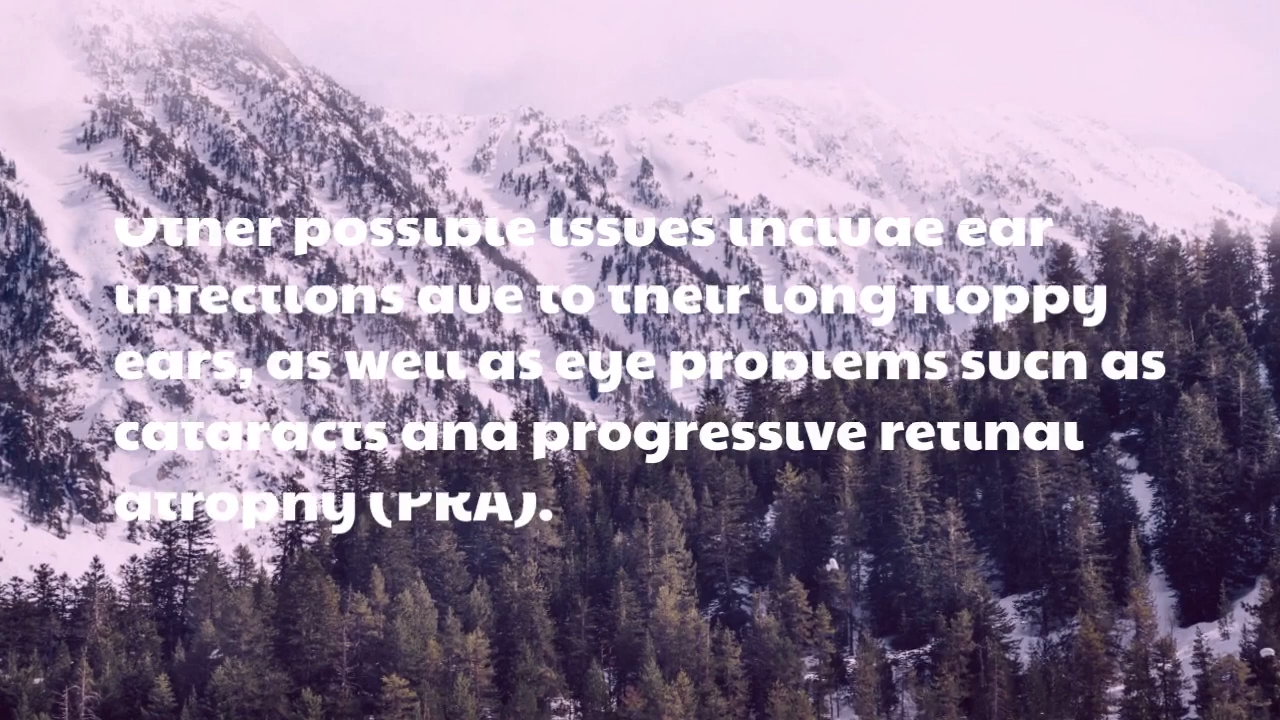 Other possible issues include ear
infections due to their long floppy
ears, as well as eye problems such as
cataracts and progressive retinal
atrophy (PRA).